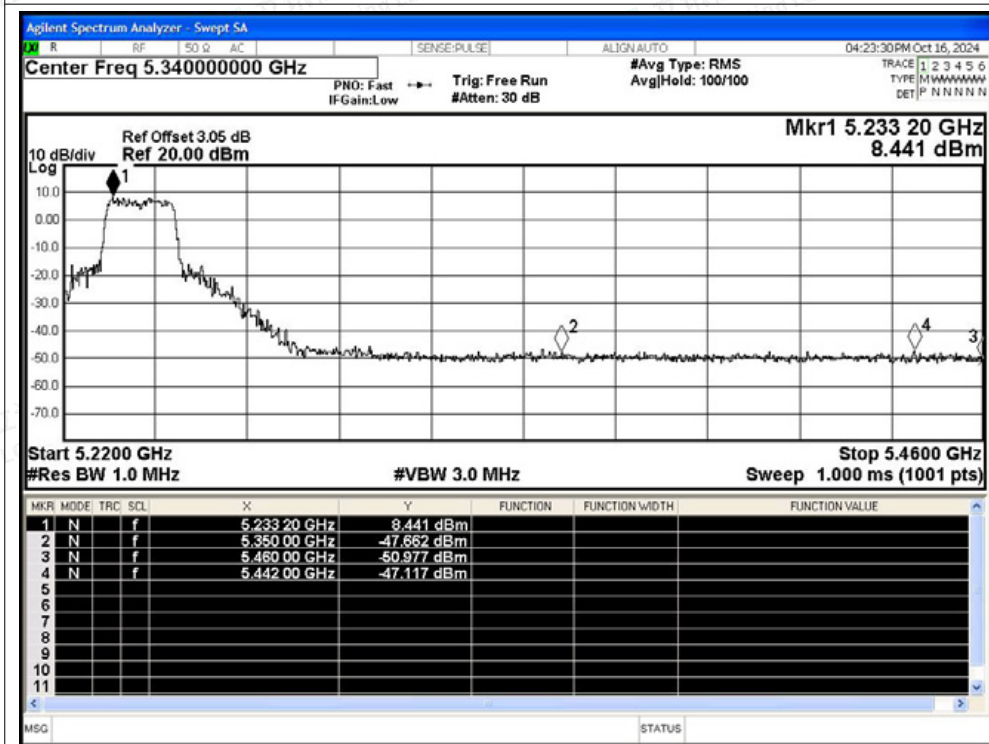 Agilent Spectrum Analyzer - Swept SA
LXI R RF 50 Ω AC SENSE:PULSE ALIGN AUTO 04:23:30 PM Oct 16, 2024
Center Freq 5.340000000 GHz
PNO: Fast
IFGain:Low
Trig: Free Run
#Atten: 30 dB
#Avg Type: RMS
Avg|Hold: 100/100
TRACE 1 2 3 4 5 6
TYPE M WWWWW
DET P N N N N N
Mkr1 5.233 20 GHz
8.441 dBm
Ref Offset 3.05 dB
10 dB/div Ref 20.00 dBm
Log
10.0
0.00
-10.0
-20.0
-30.0
-40.0
-50.0
-60.0
-70.0
1
2
4
3
Start 5.2200 GHz Stop 5.4600 GHz
#Res BW 1.0 MHz #VBW 3.0 MHz Sweep 1.000 ms (1001 pts)
MKR MODE TRC SCL X Y FUNCTION FUNCTION WIDTH FUNCTION VALUE
1 N f 5.233 20 GHz 8.441 dBm
2 N f 5.350 00 GHz -47.662 dBm
3 N f 5.460 00 GHz -50.977 dBm
4 N f 5.442 00 GHz -47.117 dBm
5
6
7
8
9
10
11
MSG STATUS